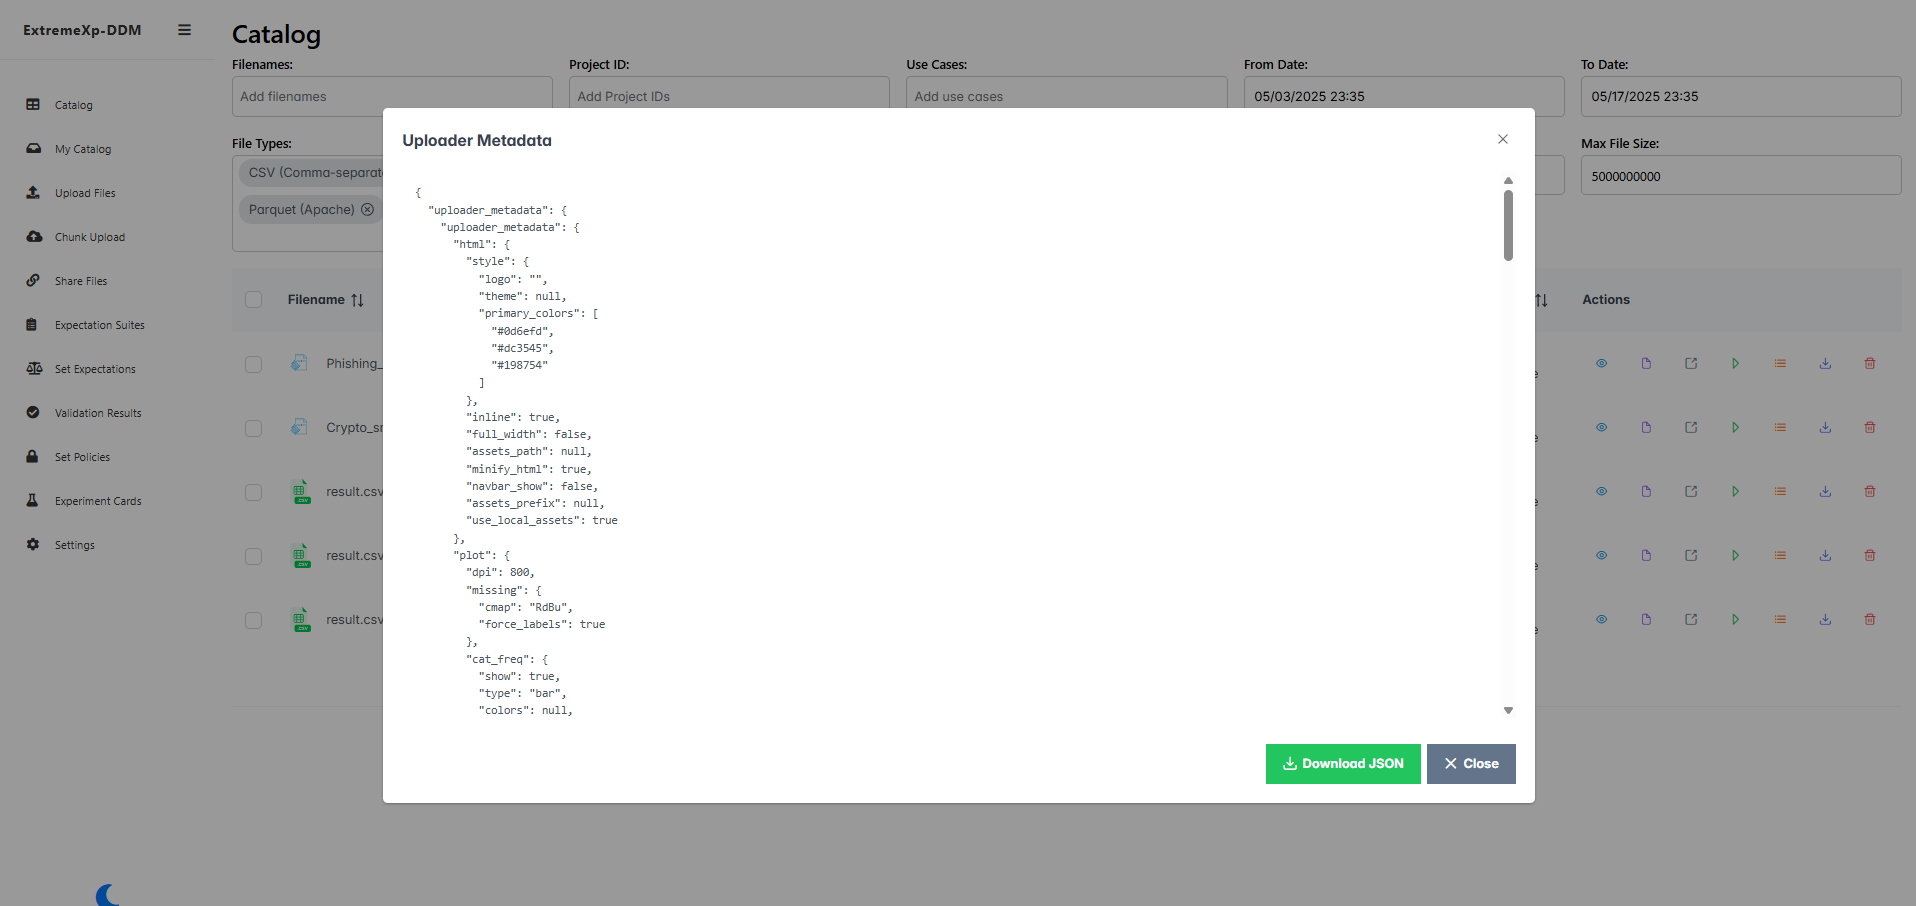 ExtremeXp-DDM
Catalog
My Catalog
Upload Files
Chunk Upload
Share Files
Expectation Suites
Set Expectations
Validation Results
Set Policies
Experiment Cards
Settings
Catalog
Filenames:
Project ID:
Use Cases:
From Date:
To Date:
Add filenames
Add Project IDs
Add use cases
05/03/2025 23:35
05/17/2025 23:35
File Types:
Max File Size:
CSV (Comma-separat
5000000000
Parquet (Apache)
Filename
Actions
Phishing_
Crypto_s
result.csv
result.csv
result.csv
Uploader Metadata
{
"uploader_metadata": {
"uploader_metadata": {
"html": {
"style": {
"logo": "",
"theme": null,
"primary_colors": [
"#0d6efd",
"#dc3545",
"#198754"
]
},
"inline": true,
"full_width": false,
"assets_path": null,
"minify_html": true,
"navbar_show": false,
"assets_prefix": null,
"use_local_assets": true
},
"plot": {
"dpi": 800,
"missing": {
"cmap": "RdBu",
"force_labels": true
},
"cat_freq": {
"show": true,
"type": "bar",
"colors": null,
Download JSON
Close